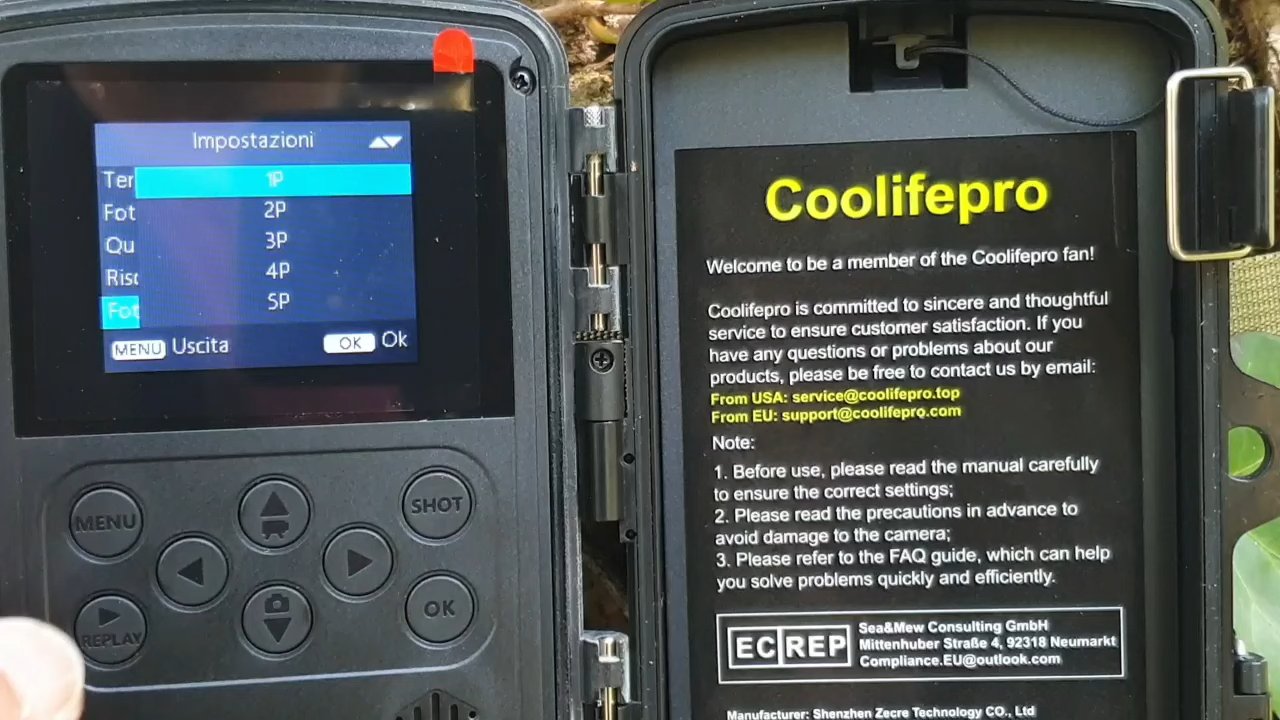 Impostazioni
Ter
1P
Fot
2P
Qu
3P
Riso
4P
Fot
5P
MENU Uscita
OK Ok
MENU
SHOT
OK
REPLAY
Coolifepro
Welcome to be a member of the Coolifepro fan!
Coolifepro is committed to sincere and thoughtful
service to ensure customer satisfaction. If you
have any questions or problems about our
products, please be free to contact us by email:
From USA: service@coolifepro.top
From EU: support@coolifepro.com
Note:
1. Before use, please read the manual carefully
to ensure the correct settings;
2. Please read the precautions in advance to
avoid damage to the camera;
3. Please refer to the FAQ guide, which can help
you solve problems quickly and efficiently.
EC REP
Sea&Mew Consulting GmbH
Mittenhuber Straße 4, 92318 Neumarkt
Compliance.EU@outlook.com
Manufacturer: Shenzhen Zecre Technology CO., Ltd